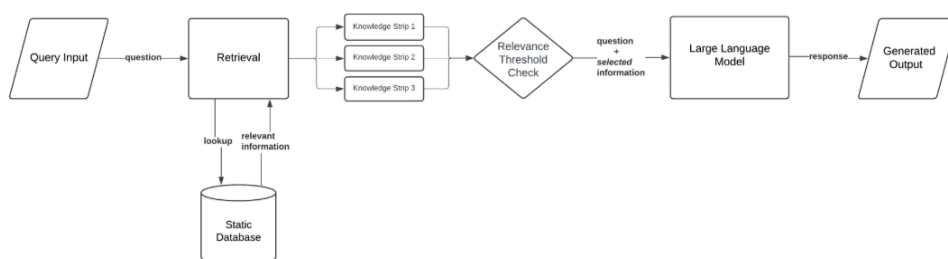 Query Input
question
Retrieval
lookup
relevant
information
Static
Database
Knowledge Strip 1
Knowledge Strip 2
Knowledge Strip 3
Relevance
Threshold
Check
question
+
selected
information
Large Language
Model
response
Generated
Output